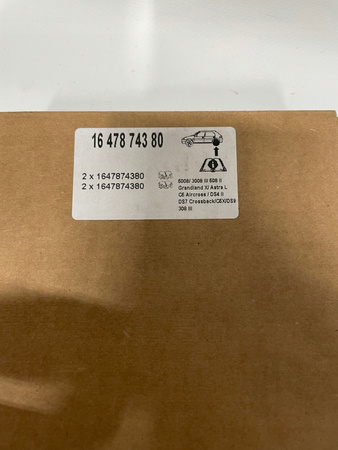 16 478 743 80
2 x 1647874380
2 x 1647874380
5008/ 3008 III 508 II
Grandland X/ Astra L
C5 Aircross / DS4 II
DS7 Crossback/C5X/DS9
308 III